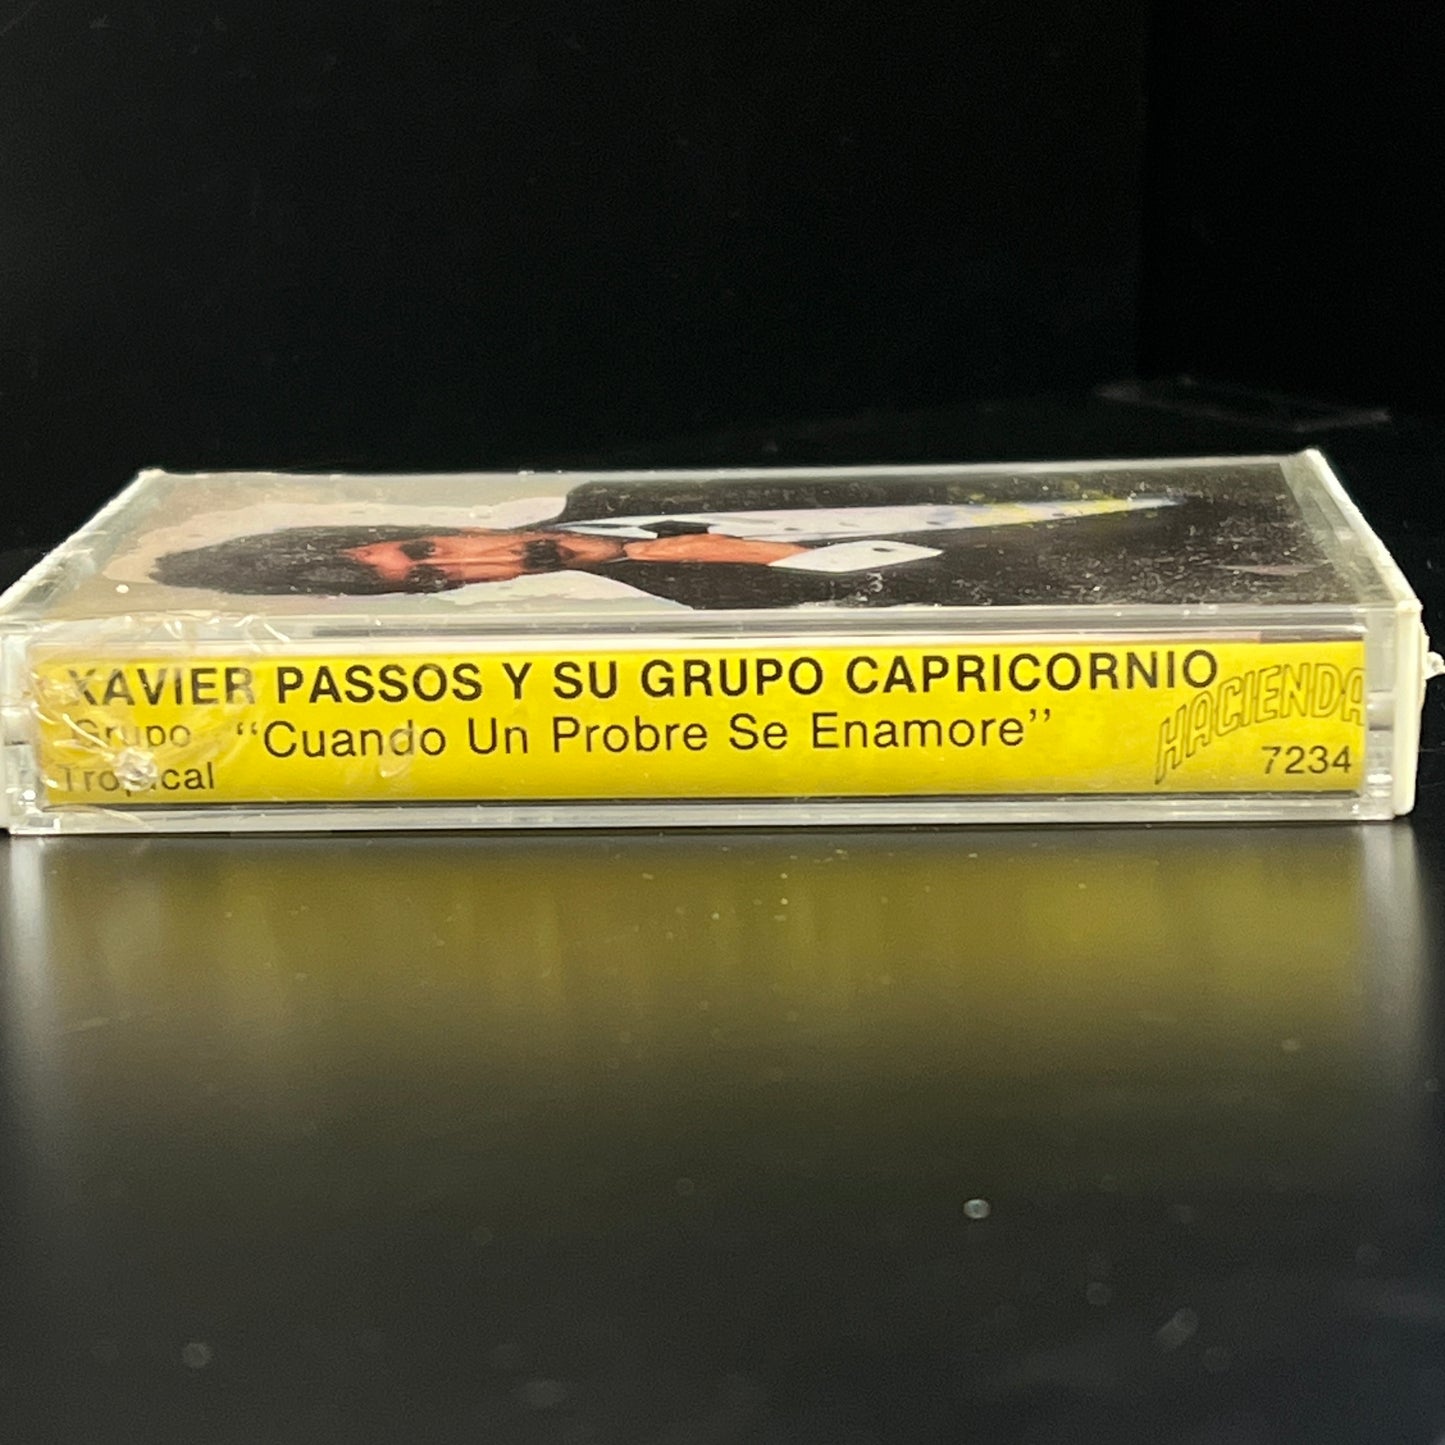 XAVIER PASSOS Y SU GRUPO CAPRICORNIO
Grupo "Cuando Un Probre Se Enamore"
Tropical
HACIENDA
7234